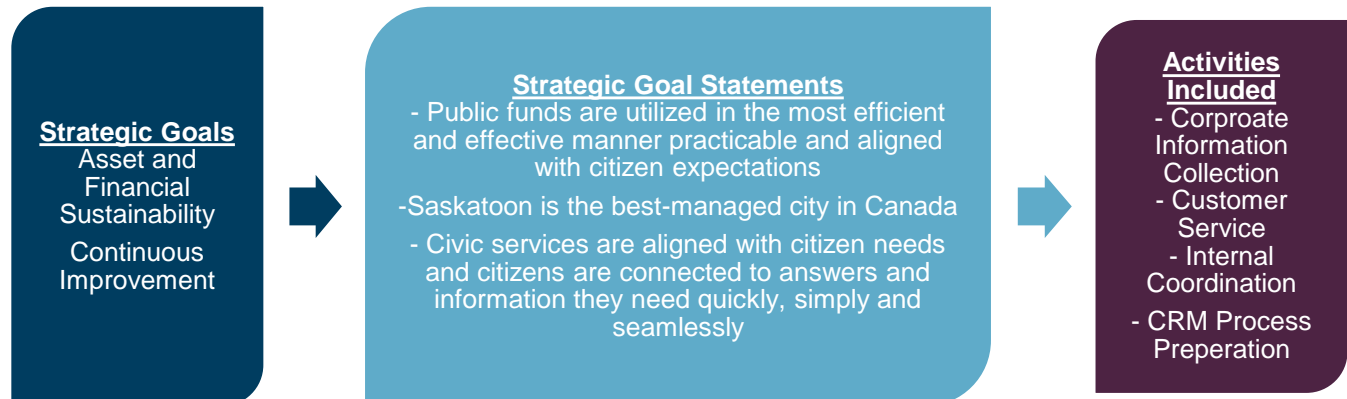 Strategic Goals
Asset and
Financial
Sustainability
Continuous
Improvement
Strategic Goal Statements
- Public funds are utilized in the most efficient
and effective manner practicable and aligned
with citizen expectations
-Saskatoon is the best-managed city in Canada
- Civic services are aligned with citizen needs
and citizens are connected to answers and
information they need quickly, simply and
seamlessly
Activities
Included
- Corproate
Information
Collection
- Customer
Service
- Internal
Coordination
- CRM Process
Preperation